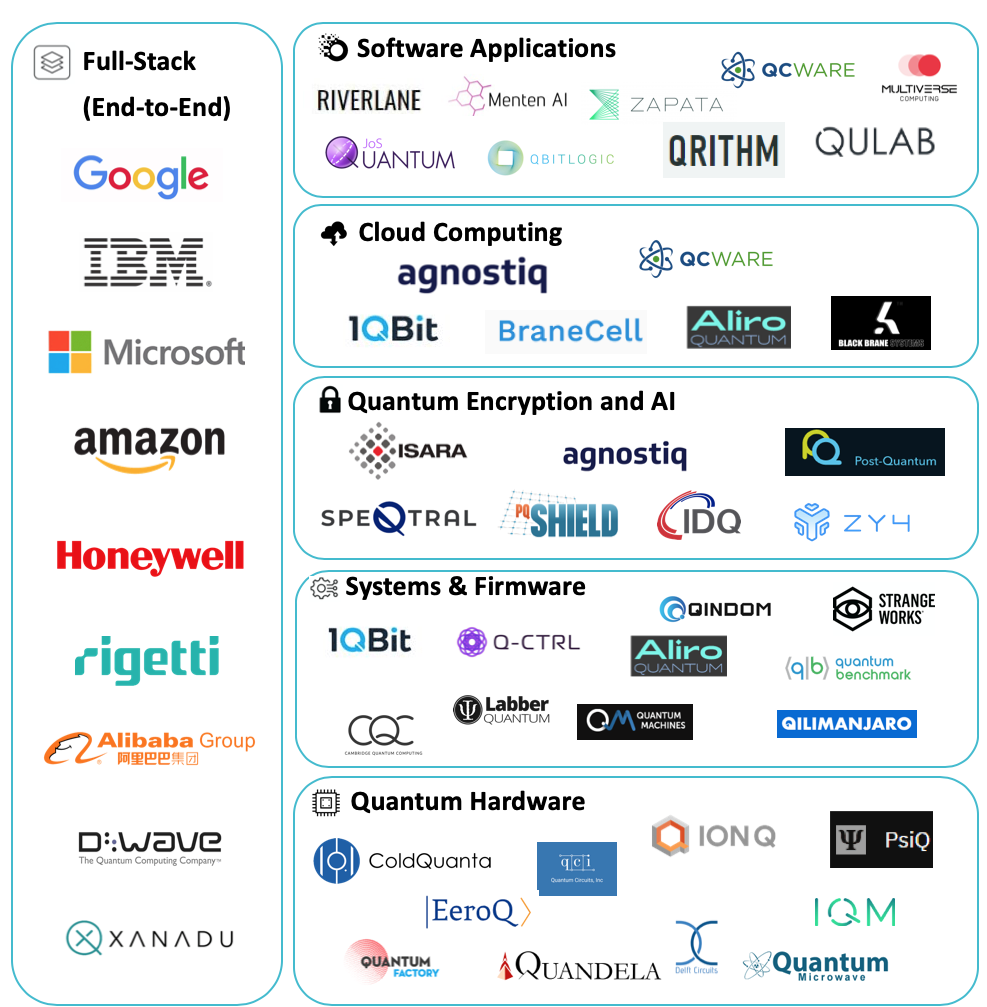 Full-Stack
(End-to-End)
Google
IBM
Microsoft
amazon
Honeywell
rigetti
Alibaba Group
阿里巴巴集团
D:wave
The Quantum Computing Company™
XANADU
Software Applications
RIVERLANE
Menten AI
ZAPATA
QCWARE
MULTIVERSE
COMPUTING
JoS
QUANTUM
QBITLOGIC
QRITHM
QULAB
Cloud Computing
agnostiq
QCWARE
1QBit
BraneCell
Aliro
QUANTUM
BLACK BRANE SYSTEMS
Quantum Encryption and AI
ISARA
agnostiq
PQ
Post-Quantum
SPEQTRAL
PQ
SHIELD
IDQ
ZY4
Systems & Firmware
1QBit
Q-CTRL
QINDOM
STRANGE
WORKS
Aliro
QUANTUM
⟨q|b⟩ quantum
benchmark
CQC
CAMBRIDGE QUANTUM COMPUTING
Labber
QUANTUM
QM QUANTUM
MACHINES
QILIMANJARO
Quantum Hardware
ColdQuanta
qci
Quantum Circuits, Inc
IONQ
Ψ PsiQ
|EeroQ⟩
IQM
QUANTUM
FACTORY
QUANDELA
Delft Circuits
Quantum
Microwave